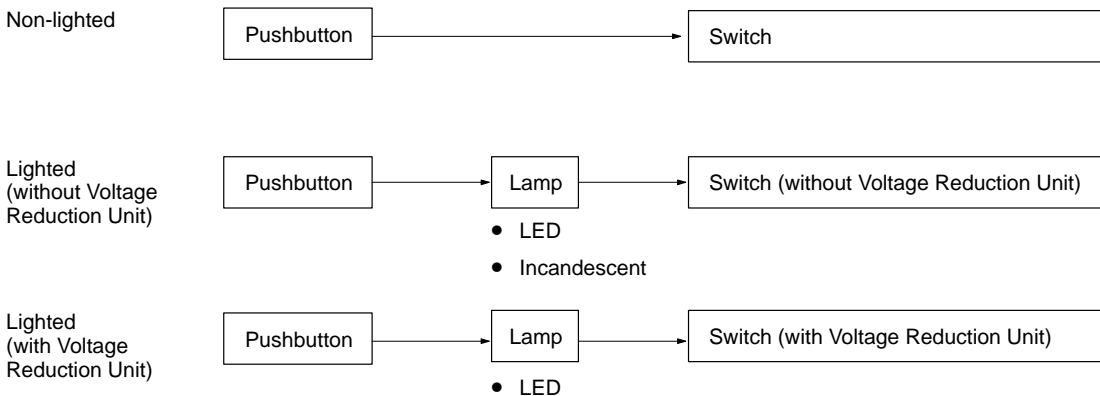 Non-lighted
Pushbutton
Switch
Lighted
(without Voltage
Reduction Unit)
Pushbutton
Lamp
Switch (without Voltage Reduction Unit)
● LED
● Incandescent
Lighted
(with Voltage
Reduction Unit)
Pushbutton
Lamp
Switch (with Voltage Reduction Unit)
● LED